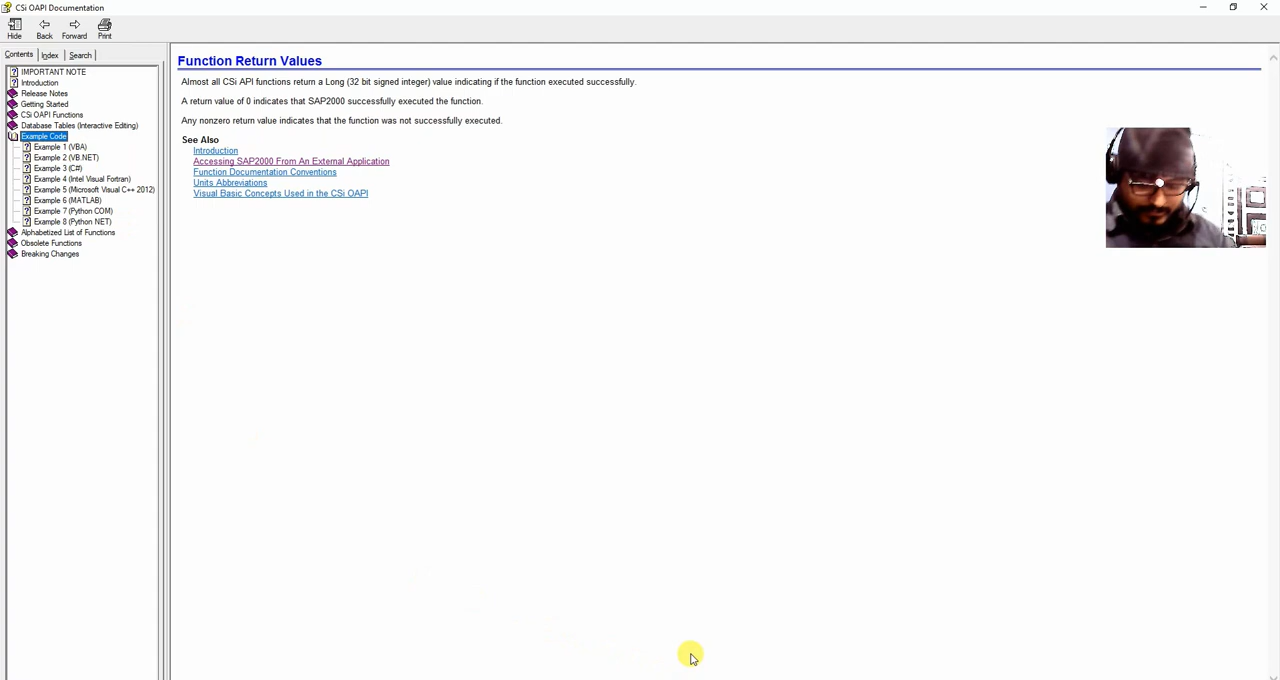 CSi OAPI Documentation
Hide Back Forward Print
Contents Index Search
IMPORTANT NOTE
Introduction
Release Notes
Getting Started
CSi OAPI Functions
Database Tables (Interactive Editing)
Example Code
Example 1 (VBA)
Example 2 (VB.NET)
Example 3 (C#)
Example 4 (Intel Visual Fortran)
Example 5 (Microsoft Visual C++ 2012)
Example 6 (MATLAB)
Example 7 (Python COM)
Example 8 (Python NET)
Alphabetized List of Functions
Obsolete Functions
Breaking Changes
Function Return Values
Almost all CSi API functions return a Long (32 bit signed integer) value indicating if the function executed successfully.
A return value of 0 indicates that SAP2000 successfully executed the function.
Any nonzero return value indicates that the function was not successfully executed.
See Also
Introduction
Accessing SAP2000 From An External Application
Function Documentation Conventions
Units Abbreviations
Visual Basic Concepts Used in the CSi OAPI